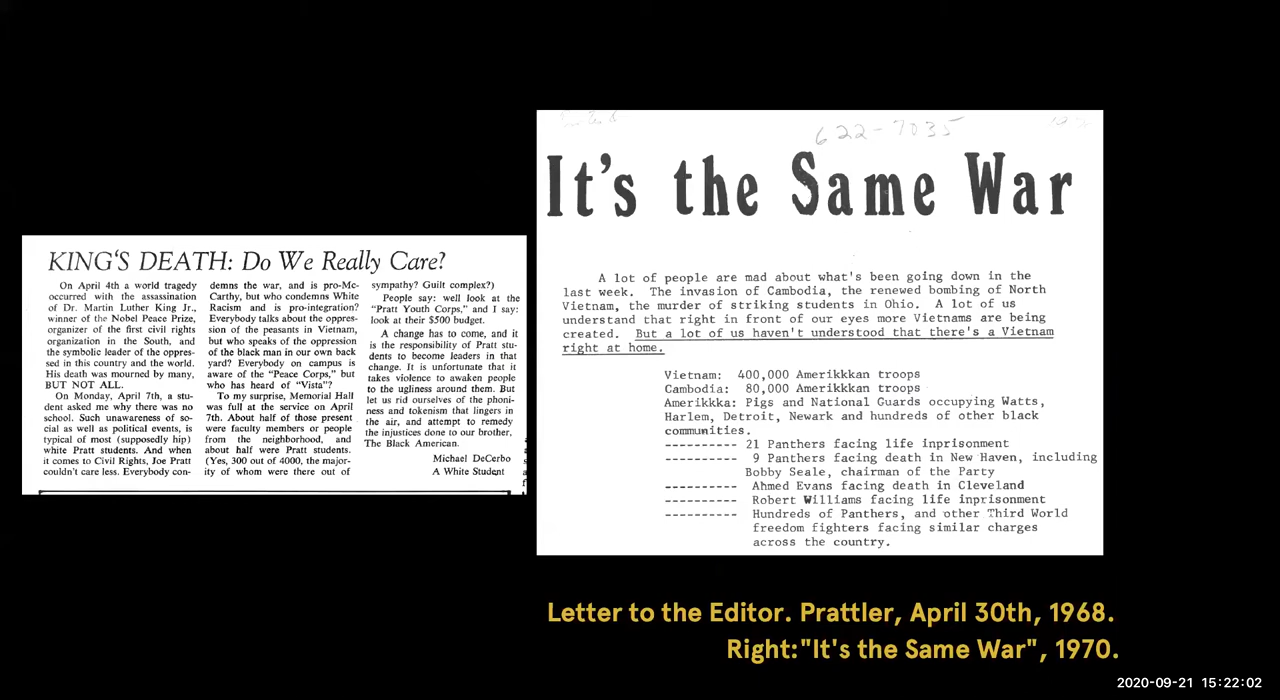 KING'S DEATH: Do We Really Care?
On April 4th a world tragedy
occurred with the assassination
of Dr. Martin Luther King Jr.,
winner of the Nobel Peace Prize,
organizer of the first civil rights
organization in the South, and
the symbolic leader of the oppres-
sed in this country and the world.
His death was mourned by many,
BUT NOT ALL.
On Monday, April 7th, a stu-
dent asked me why there was no
school. Such unawareness of so-
cial as well as political events, is
typical of most (supposedly hip)
white Pratt students. And when
it comes to Civil Rights, Joe Pratt
couldn't care less. Everybody con-
demns the war, and is pro-Mc-
Carthy, but who condemns White
Racism and is pro-integration?
Everybody talks about the oppres-
sion of the peasants in Vietnam,
but who speaks of the oppression
of the black man in our own back
yard? Everybody on campus is
aware of the "Peace Corps," but
who has heard of "Vista"?
To my surprise, Memorial Hall
was full at the service on April
7th. About half of those present
were faculty members or people
from the neighborhood, and
about half were Pratt students.
(Yes, 300 out of 4000, the major-
ity of whom were there out of
sympathy? Guilt complex?)
People say: well look at the
"Pratt Youth Corps," and I say:
look at their $500 budget.
A change has to come, and it
is the responsibility of Pratt stu-
dents to become leaders in that
change. It is unfortunate that it
takes violence to awaken people
to the ugliness around them. But
let us rid ourselves of the phoni-
ness and tokenism that lingers in
the air, and attempt to remedy
the injustices done to our brother,
The Black American.
Michael DeCerbo
A White Student
622-7035
It's the Same War
A lot of people are mad about what's been going down in the
last week. The invasion of Cambodia, the renewed bombing of North
Vietnam, the murder of striking students in Ohio. A lot of us
understand that right in front of our eyes more Vietnams are being
created. But a lot of us haven't understood that there's a Vietnam
right at home.
Vietnam: 400,000 Amerikkkan troops
Cambodia: 80,000 Amerikkkan troops
Amerikkka: Pigs and National Guards occupying Watts,
Harlem, Detroit, Newark and hundreds of other black
communities.
---------- 21 Panthers facing life inprisonment
---------- 9 Panthers facing death in New Haven, including
Bobby Seale, chairman of the Party
---------- Ahmed Evans facing death in Cleveland
---------- Robert Williams facing life inprisonment
---------- Hundreds of Panthers, and other Third World
freedom fighters facing similar charges
across the country.
Letter to the Editor. Prattler, April 30th, 1968.
Right:"It's the Same War", 1970.
2020-09-21 15:22:02